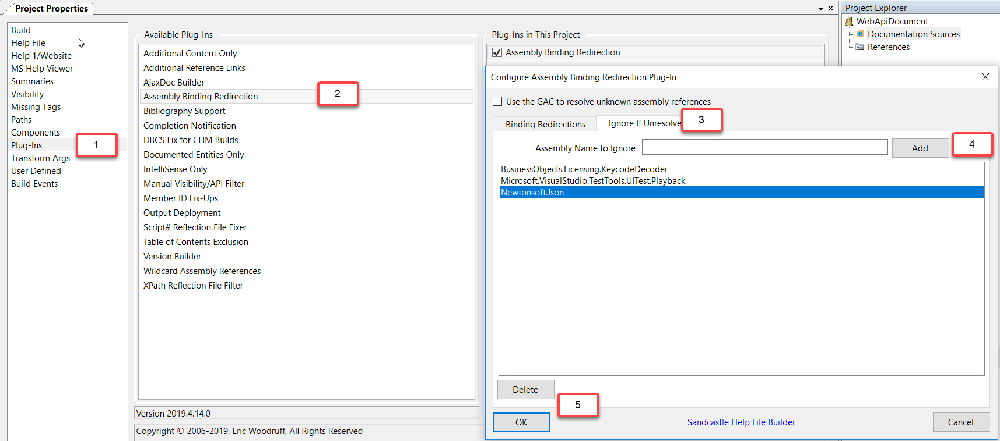 Project Properties
Build
Help File
Help 1/Website
MS Help Viewer
Summaries
Visibility
Missing Tags
Paths
Components
Plug-Ins
1
Transform Args
User Defined
Build Events
Available Plug-Ins
Additional Content Only
Additional Reference Links
AjaxDoc Builder
Assembly Binding Redirection
2
Bibliography Support
Completion Notification
DBCS Fix for CHM Builds
Documented Entities Only
IntelliSense Only
Manual Visibility/API Filter
Member ID Fix-Ups
Output Deployment
Script# Reflection File Fixer
Table of Contents Exclusion
Version Builder
Wildcard Assembly References
XPath Reflection File Filter
Version 2019.4.14.0
Copyright © 2006-2019, Eric Woodruff, All Rights Reserved
Plug-Ins in This Project
Assembly Binding Redirection
Configure Assembly Binding Redirection Plug-In
Use the GAC to resolve unknown assembly references
Binding Redirections
Ignore If Unresolve
3
Assembly Name to Ignore
Add
4
BusinessObjects.Licensing.KeycodeDecoder
Microsoft.VisualStudio.TestTools.UITest.Playback
Newtonsoft.Json
Delete
5
OK
Sandcastle Help File Builder
Cancel
Project Explorer
WebApiDocument
Documentation Sources
References